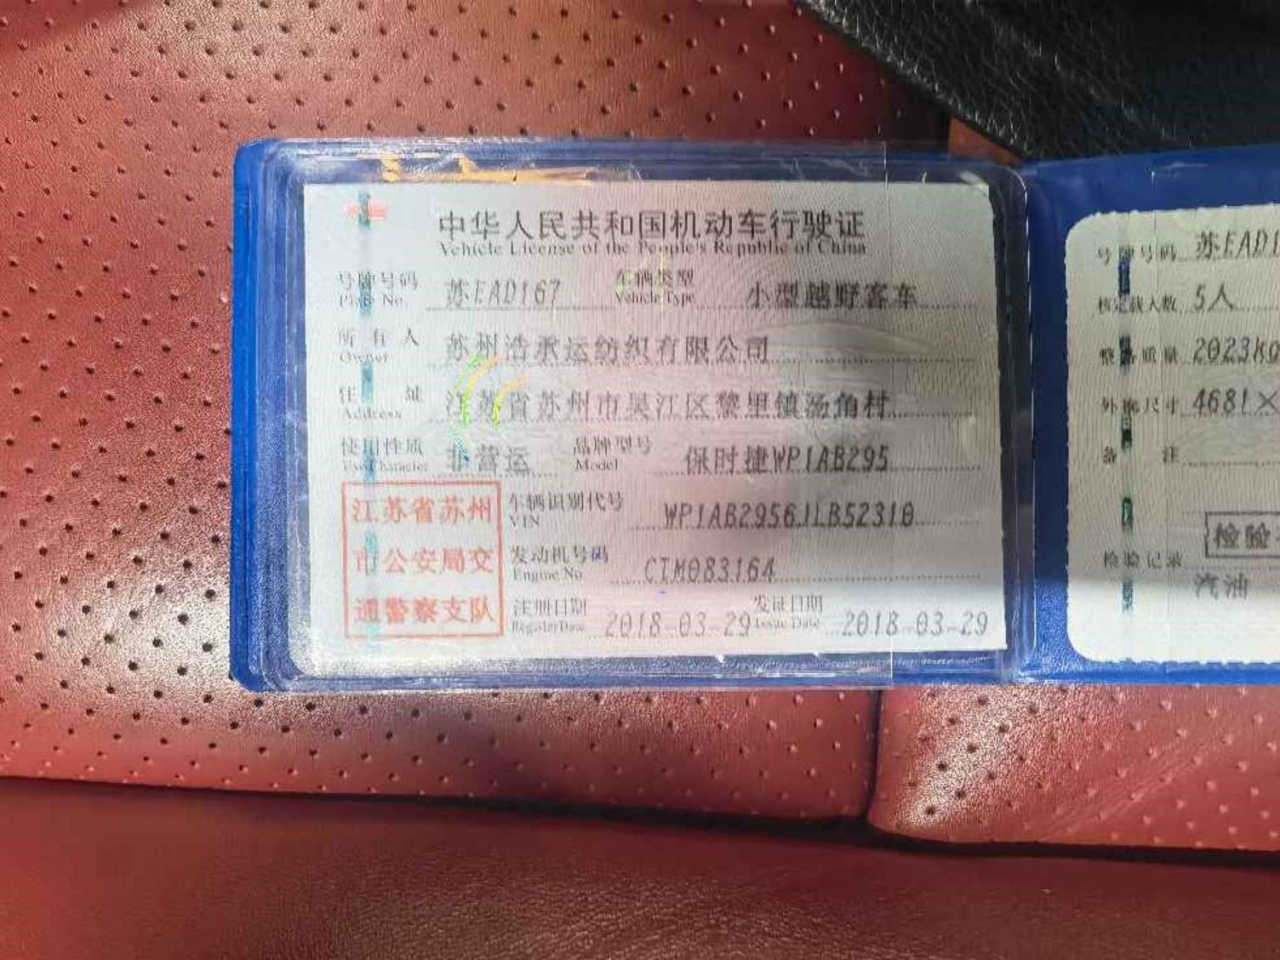 中华人民共和国机动车行驶证
Vehicle License of the People's Republic of China
号牌号码 苏EAD167 车辆类型 小型越野客车
Plate No. Vehicle Type
所有人 苏州浩承运纺织有限公司
Owner
住址 江苏省苏州市吴江区黎里镇汤角村
Address
使用性质 非营运 品牌型号 保时捷WP1AB295
Use Character Model
江苏省苏州
市公安局交
通警察支队
车辆识别代号 WP1AB2956JLB52310
VIN
发动机号码 CTM083164
Engine No.
注册日期 2018-03-29 发证日期 2018-03-29
Register Date Issue Date
号牌号码 苏EAD1
核定载人数 5人
整备质量 2023kg
外廓尺寸 4681×
备注
检验
检验记录
汽油